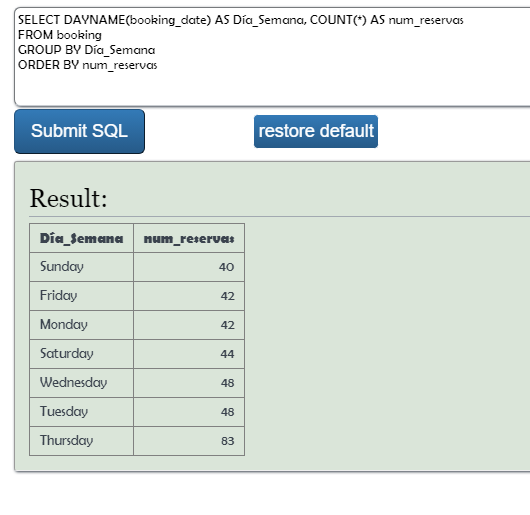 SELECT DAYNAME(booking_date) AS Día_Semana, COUNT(*) AS num_reservas
FROM booking
GROUP BY Día_Semana
ORDER BY num_reservas
Submit SQL restore default
Result:
Día_Semana num_reservas
Sunday 40
Friday 42
Monday 42
Saturday 44
Wednesday 48
Tuesday 48
Thursday 83